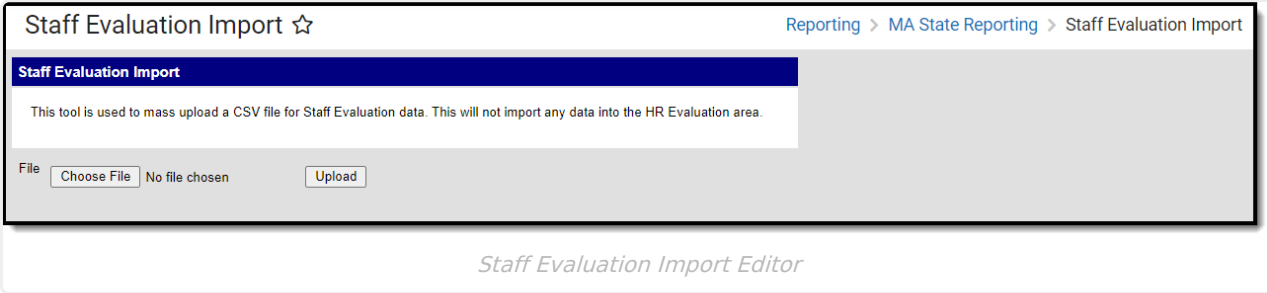 Staff Evaluation Import ☆
Reporting > MA State Reporting > Staff Evaluation Import
Staff Evaluation Import
This tool is used to mass upload a CSV file for Staff Evaluation data. This will not import any data into the HR Evaluation area.
File Choose File No file chosen Upload
Staff Evaluation Import Editor